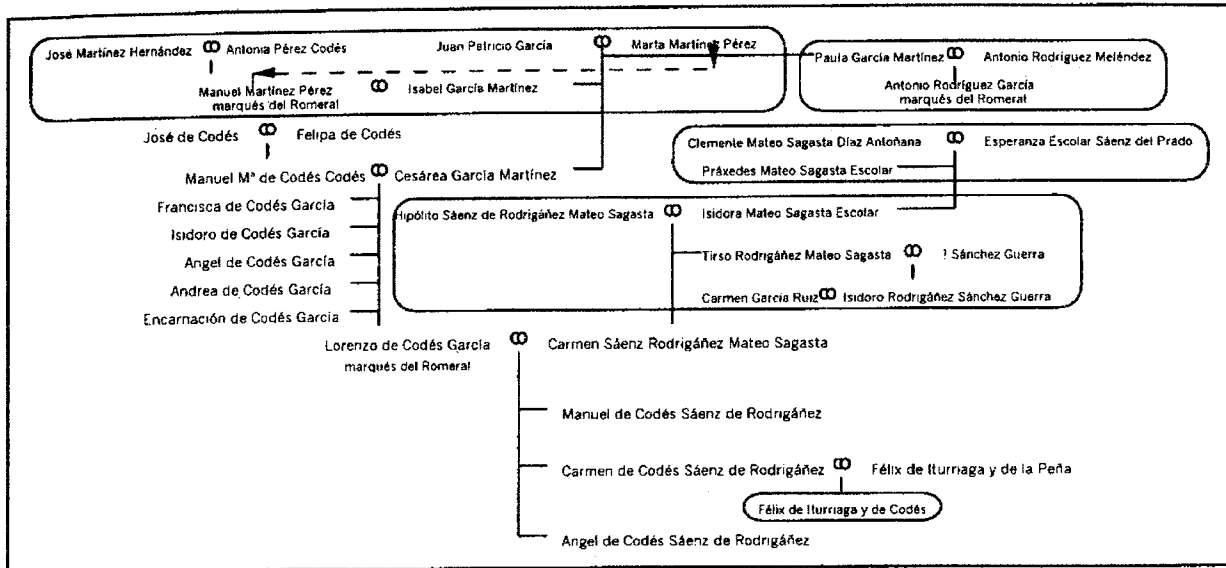 José Martínez Hernández Antonia Pérez Codés Juan Patricio García Marta Martínez Pérez
Paula García Martínez Antonio Rodríguez Meléndez
Manuel Martínez Pérez Isabel García Martínez
marqués del Romeral
Antonio Rodríguez García
marqués del Romeral
José de Codés Felipa de Codés
Clemente Mateo Sagasta Díaz Antoñana Esperanza Escolar Sáenz del Prado
Manuel Mª de Codés Codés Cesárea García Martínez
Práxedes Mateo Sagasta Escolar
Francisca de Codés García
Hipólito Sáenz de Rodrigáñez Mateo Sagasta Isidora Mateo Sagasta Escolar
Isidoro de Codés García
Tirso Rodrigáñez Mateo Sagasta ? Sánchez Guerra
Angel de Codés García
Andrea de Codés García
Carmen García Ruiz Isidoro Rodrigáñez Sánchez Guerra
Encarnación de Codés García
Lorenzo de Codés García Carmen Sáenz Rodrigáñez Mateo Sagasta
marqués del Romeral
Manuel de Codés Sáenz de Rodrigáñez
Carmen de Codés Sáenz de Rodrigáñez Félix de Iturriaga y de la Peña
Félix de Iturriaga y de Codés
Angel de Codés Sáenz de Rodrigáñez